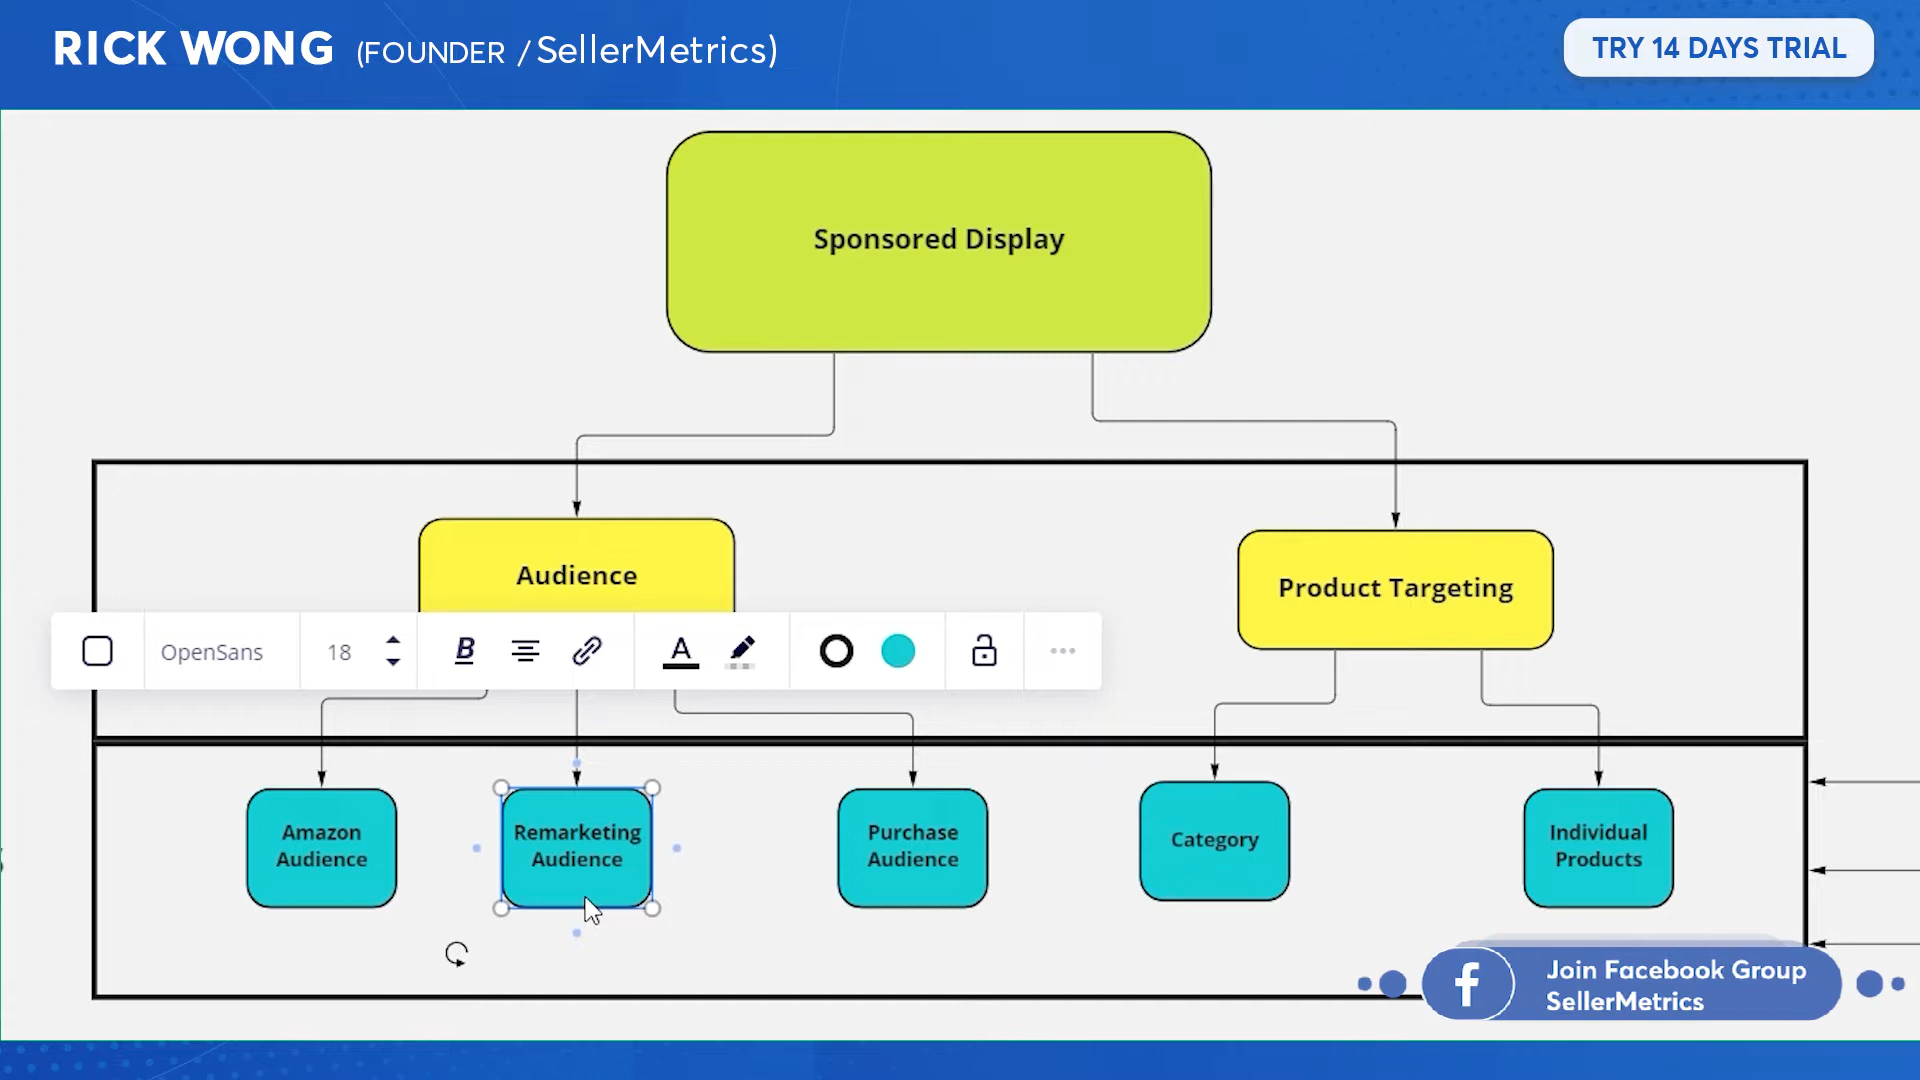 RICK WONG (FOUNDER / SellerMetrics)
TRY 14 DAYS TRIAL
Sponsored Display
Audience
Product Targeting
OpenSans
18
B
A
Amazon
Audience
Remarketing
Audience
Purchase
Audience
Category
Individual
Products
Join Facebook Group
SellerMetrics